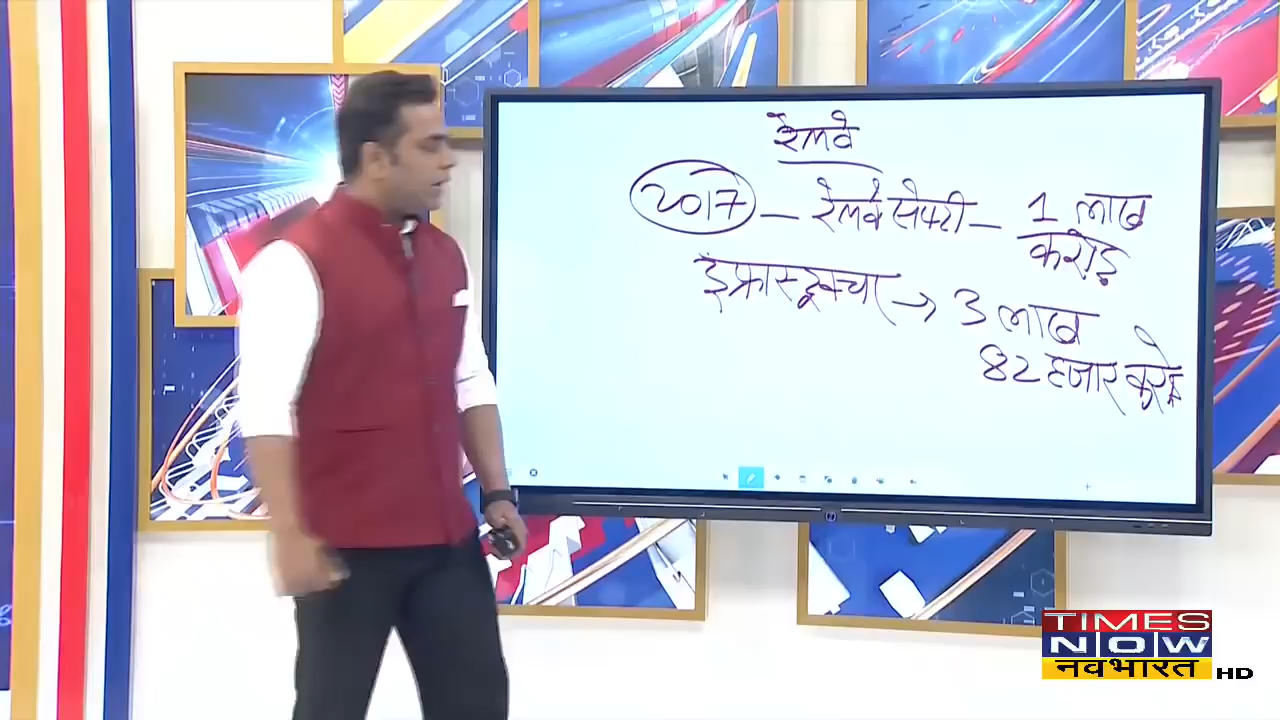 रेलवे
2017 – रेलवे सेफ्टी – 1 लाख
करोड़
इंफ्रास्ट्रक्चर → 3 लाख
82 हजार करोड़
TIMES
NOW
नवभारत HD